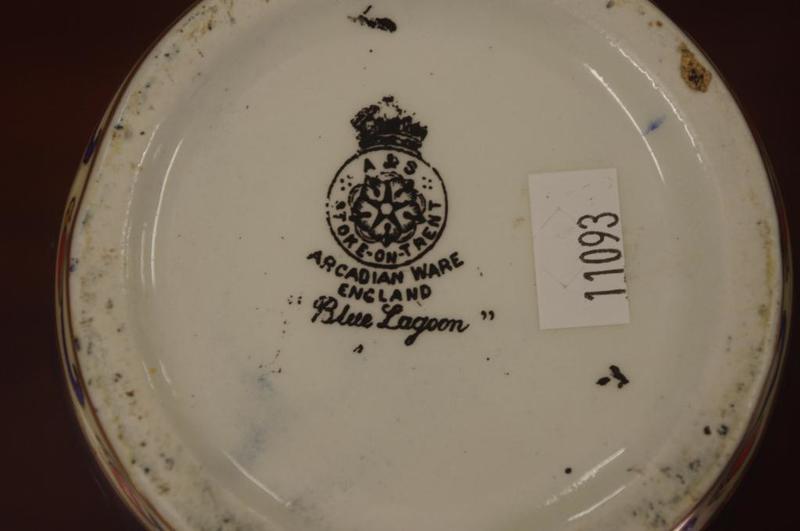 A & S
STOKE-ON-TRENT
ARCADIAN WARE
ENGLAND
"Blue Lagoon"
11093